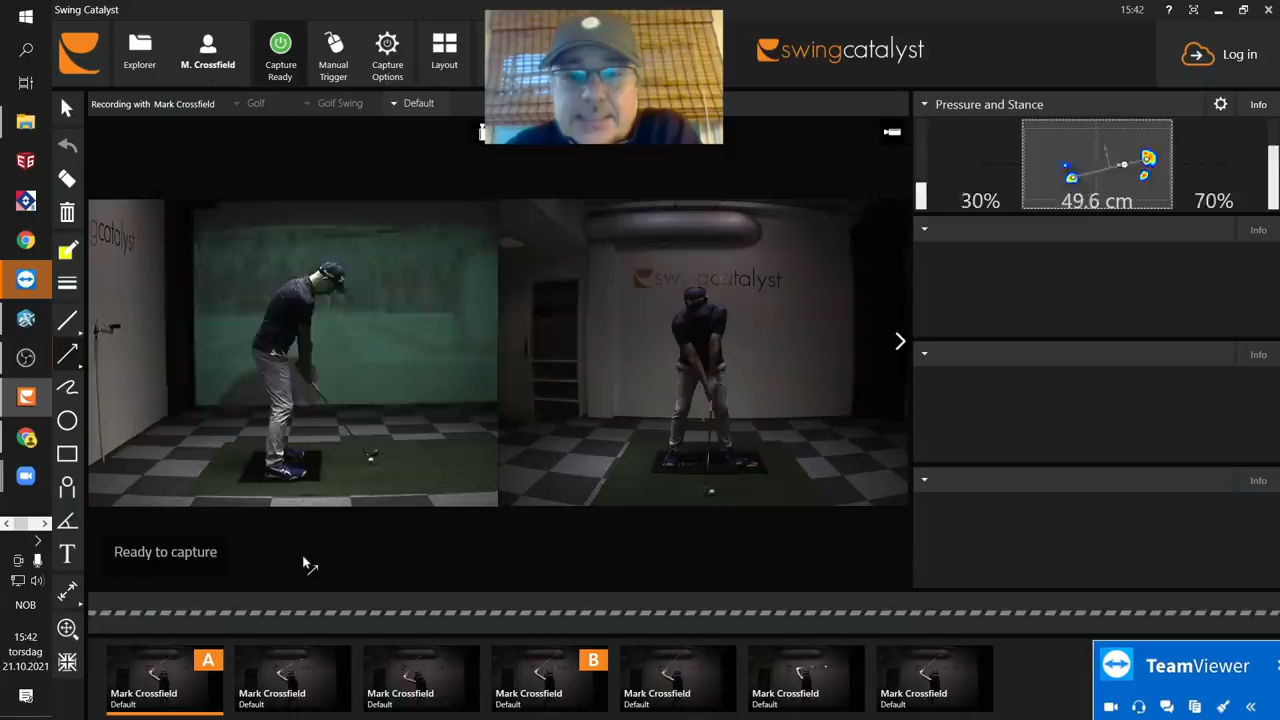 Swing Catalyst
15:42
?
Explorer
M. Crossfield
Capture
Ready
Manual
Trigger
Capture
Options
Layout
swingcatalyst
Log in
Recording with Mark Crossfield
Golf
Golf Swing
Default
Pressure and Stance
Info
30%
49.6 cm
70%
Info
Info
Info
gcatalyst
swingcatalyst
Ready to capture
T
NOB
15:42
torsdag
21.10.2021
A
Mark Crossfield
Default
Mark Crossfield
Default
Mark Crossfield
Default
B
Mark Crossfield
Default
Mark Crossfield
Default
Mark Crossfield
Default
Mark Crossfield
Default
TeamViewer